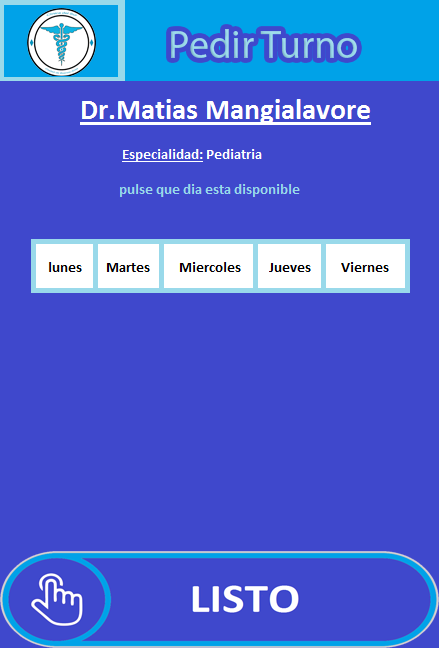 Pedir Turno
Dr.Matias Mangialavore
Especialidad: Pediatria
pulse que dia esta disponible
lunes Martes Miercoles Jueves Viernes
LISTO